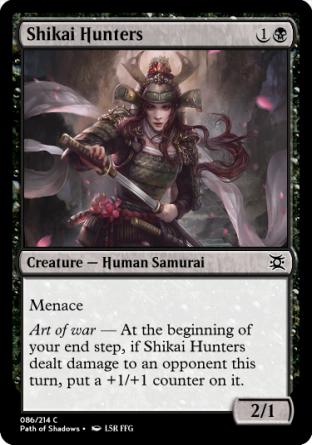 Shikai Hunters 1
Creature — Human Samurai
Menace
Art of war — At the beginning of
your end step, if Shikai Hunters
dealt damage to an opponent this
turn, put a +1/+1 counter on it.
2/1
086/214 C
Path of Shadows • LSR FFG